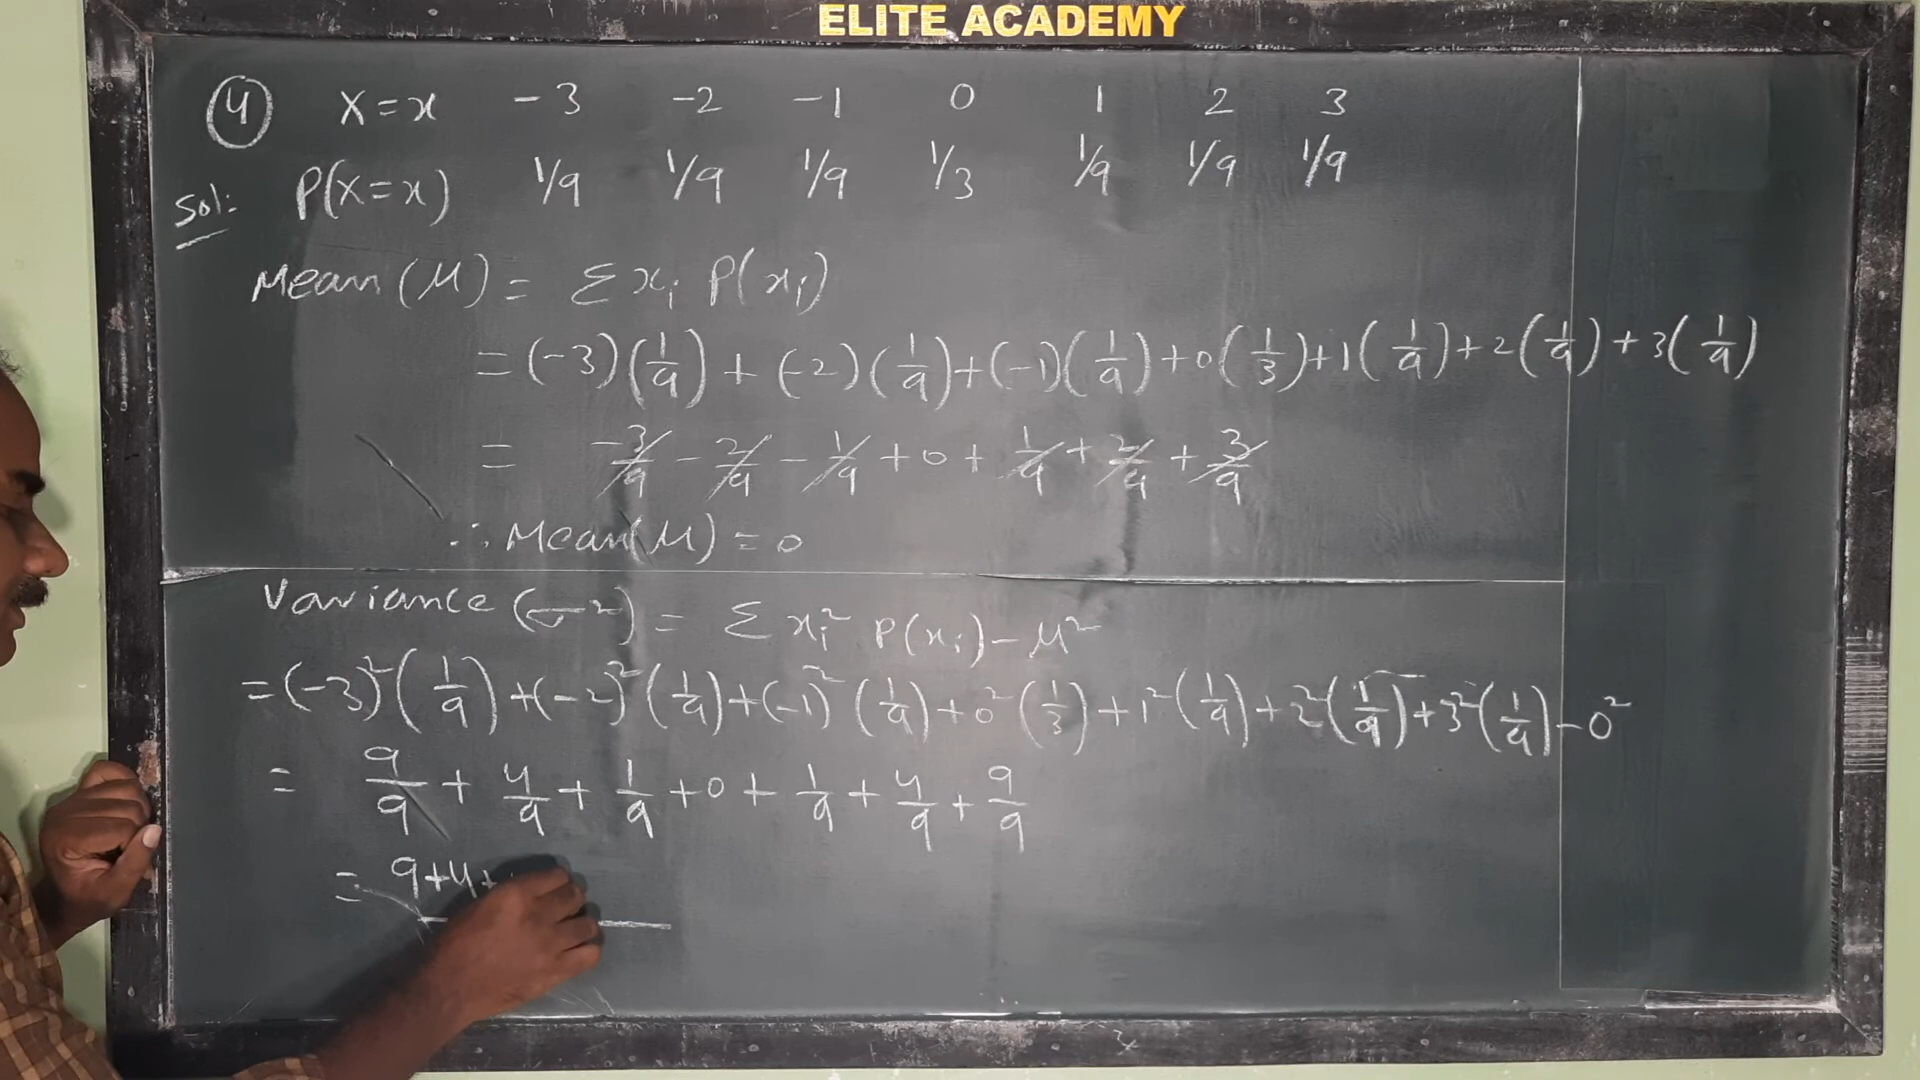 ELITE ACADEMY
④ X=x -3 -2 -1 0 1 2 3
Sol: P(X=x) 1/9 1/9 1/9 1/3 1/9 1/9 1/9
Mean (μ) = Σ xᵢ P(xᵢ)
= (-3)(1/9) + (-2)(1/9) + (-1)(1/9) + 0(1/3) + 1(1/9) + 2(1/9) + 3(1/9)
= -3/9 - 2/9 - 1/9 + 0 + 1/9 + 2/9 + 3/9
∴ Mean(μ) = 0
Variance (σ²) = Σ xᵢ² P(xᵢ) - μ²
= (-3)²(1/9) + (-2)²(1/9) + (-1)²(1/9) + 0²(1/3) + 1²(1/9) + 2²(1/9) + 3²(1/9) - 0²
= 9/9 + 4/9 + 1/9 + 0 + 1/9 + 4/9 + 9/9
= 9+4+